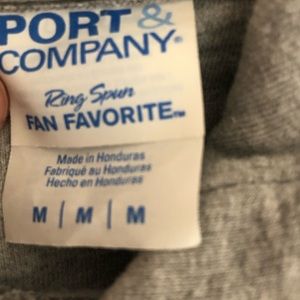 PORT &
COMPANY®
Ring Spun
FAN FAVORITE™
Made in Honduras
Fabriqué au Honduras
Hecho en Honduras
M | M | M